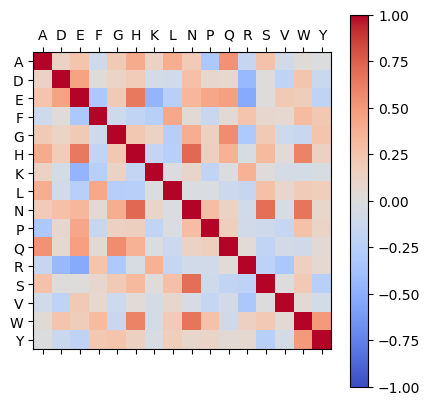 A D E F G H K L N P Q R S V W Y
A
D
E
F
G
H
K
L
N
P
Q
R
S
V
W
Y
1.00
0.75
0.50
0.25
0.00
−0.25
−0.50
−0.75
−1.00